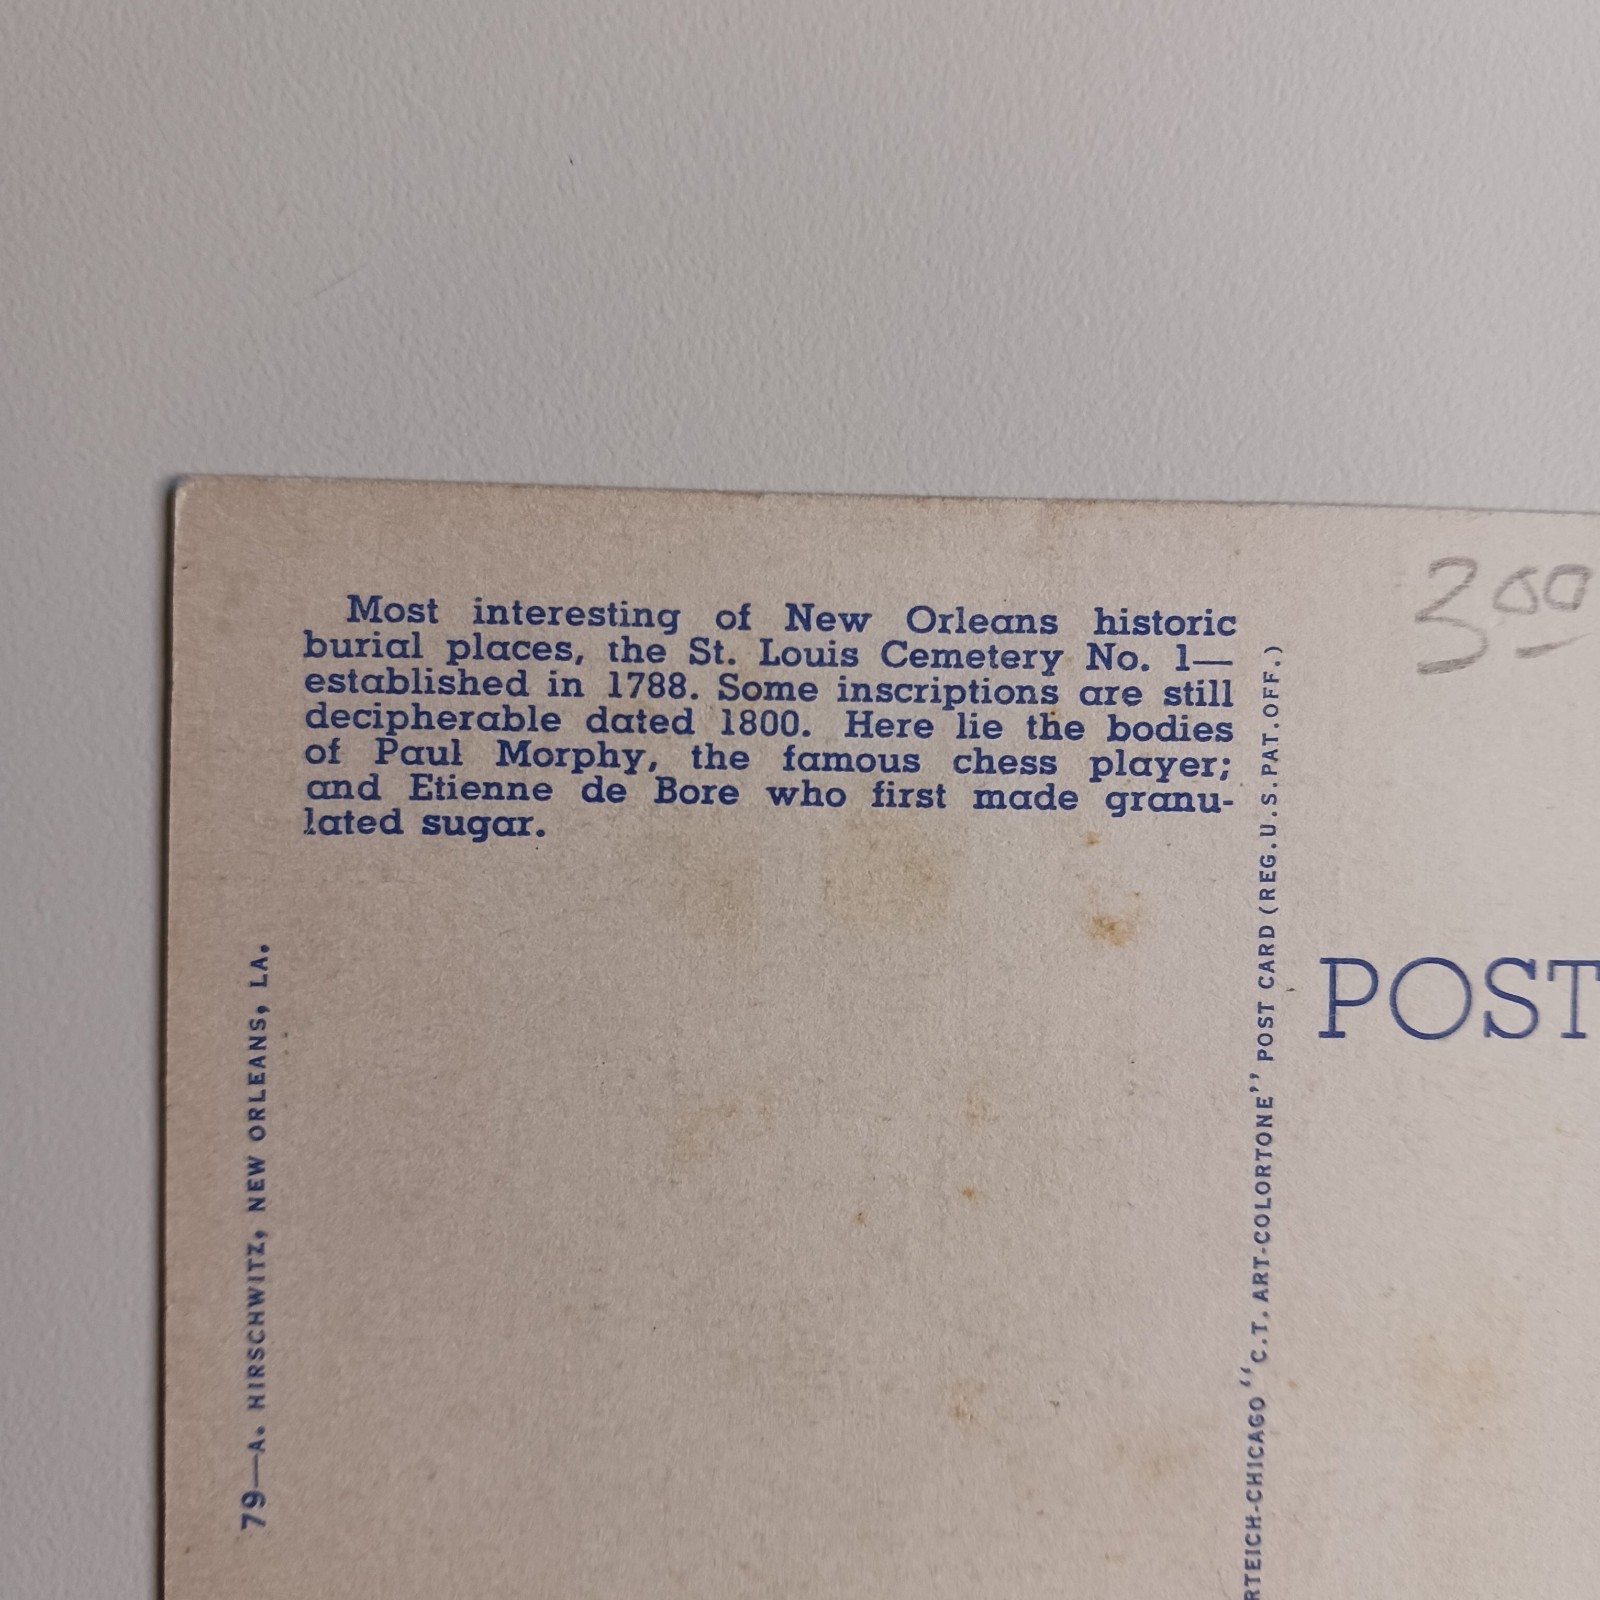 Most interesting of New Orleans historic
burial places, the St. Louis Cemetery No. 1—
established in 1788. Some inscriptions are still
decipherable dated 1800. Here lie the bodies
of Paul Morphy, the famous chess player;
and Etienne de Bore who first made granu-
lated sugar.
79—A. HIRSCHWITZ, NEW ORLEANS, LA.
RTEICH-CHICAGO "C.T. ART-COLORTONE" POST CARD (REG. U.S. PAT. OFF.)
3 00
POST